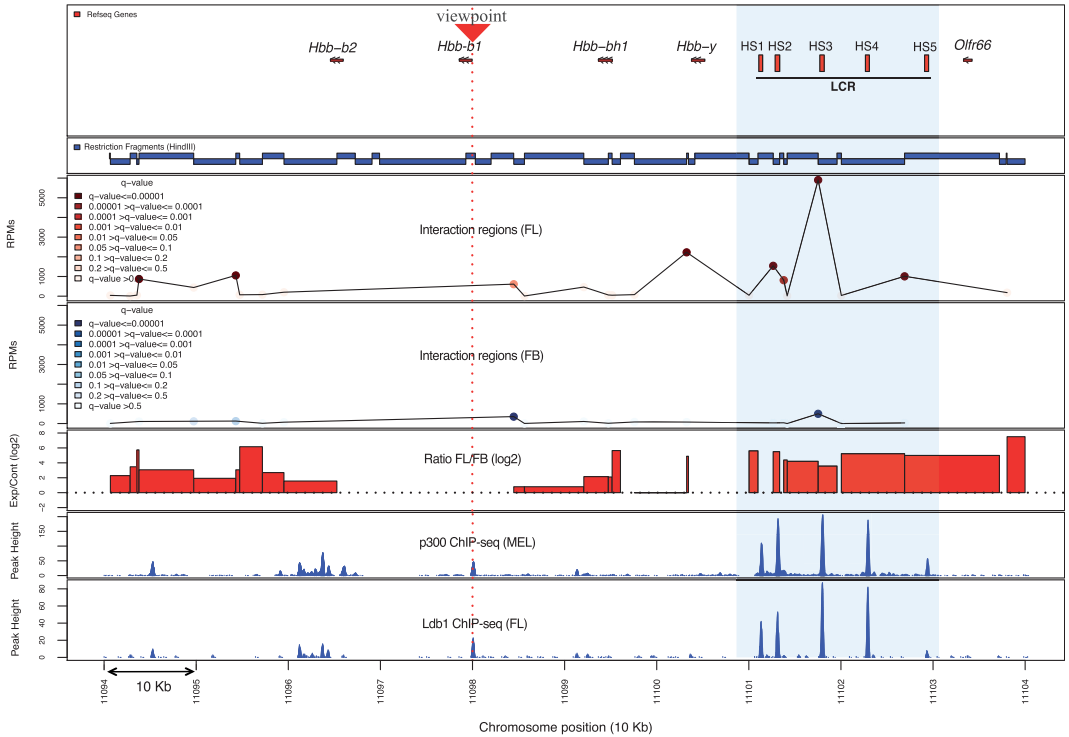 Refseq Genes
viewpoint
Hbb-b2
Hbb-b1
Hbb-bh1
Hbb-y
HS1 HS2 HS3 HS4 HS5
Olfr66
LCR
Restriction Fragments (HindIII)
q-value
q-value<=0.00001
0.00001 >q-value<= 0.0001
0.0001 >q-value<= 0.001
0.001 >q-value<= 0.01
0.01 >q-value<= 0.05
0.05 >q-value<= 0.1
0.1 >q-value<= 0.2
0.2 >q-value<= 0.5
q-value >0.
Interaction regions (FL)
RPMs
5000
3000
1000
0
q-value
q-value<=0.00001
0.00001 >q-value<= 0.0001
0.0001 >q-value<= 0.001
0.001 >q-value<= 0.01
0.01 >q-value<= 0.05
0.05 >q-value<= 0.1
0.1 >q-value<= 0.2
0.2 >q-value<= 0.5
q-value >0.5
Interaction regions (FB)
RPMs
5000
3000
1000
0
Ratio FL/FB (log2)
Exp/Cont (log2)
8
6
4
2
0
-2
p300 ChIP-seq (MEL)
Peak Height
150
50
0
Ldb1 ChIP-seq (FL)
Peak Height
80
60
40
20
0
10 Kb
11094 11095 11096 11097 11098 11099 11100 11101 11102 11103 11104
Chromosome position (10 Kb)